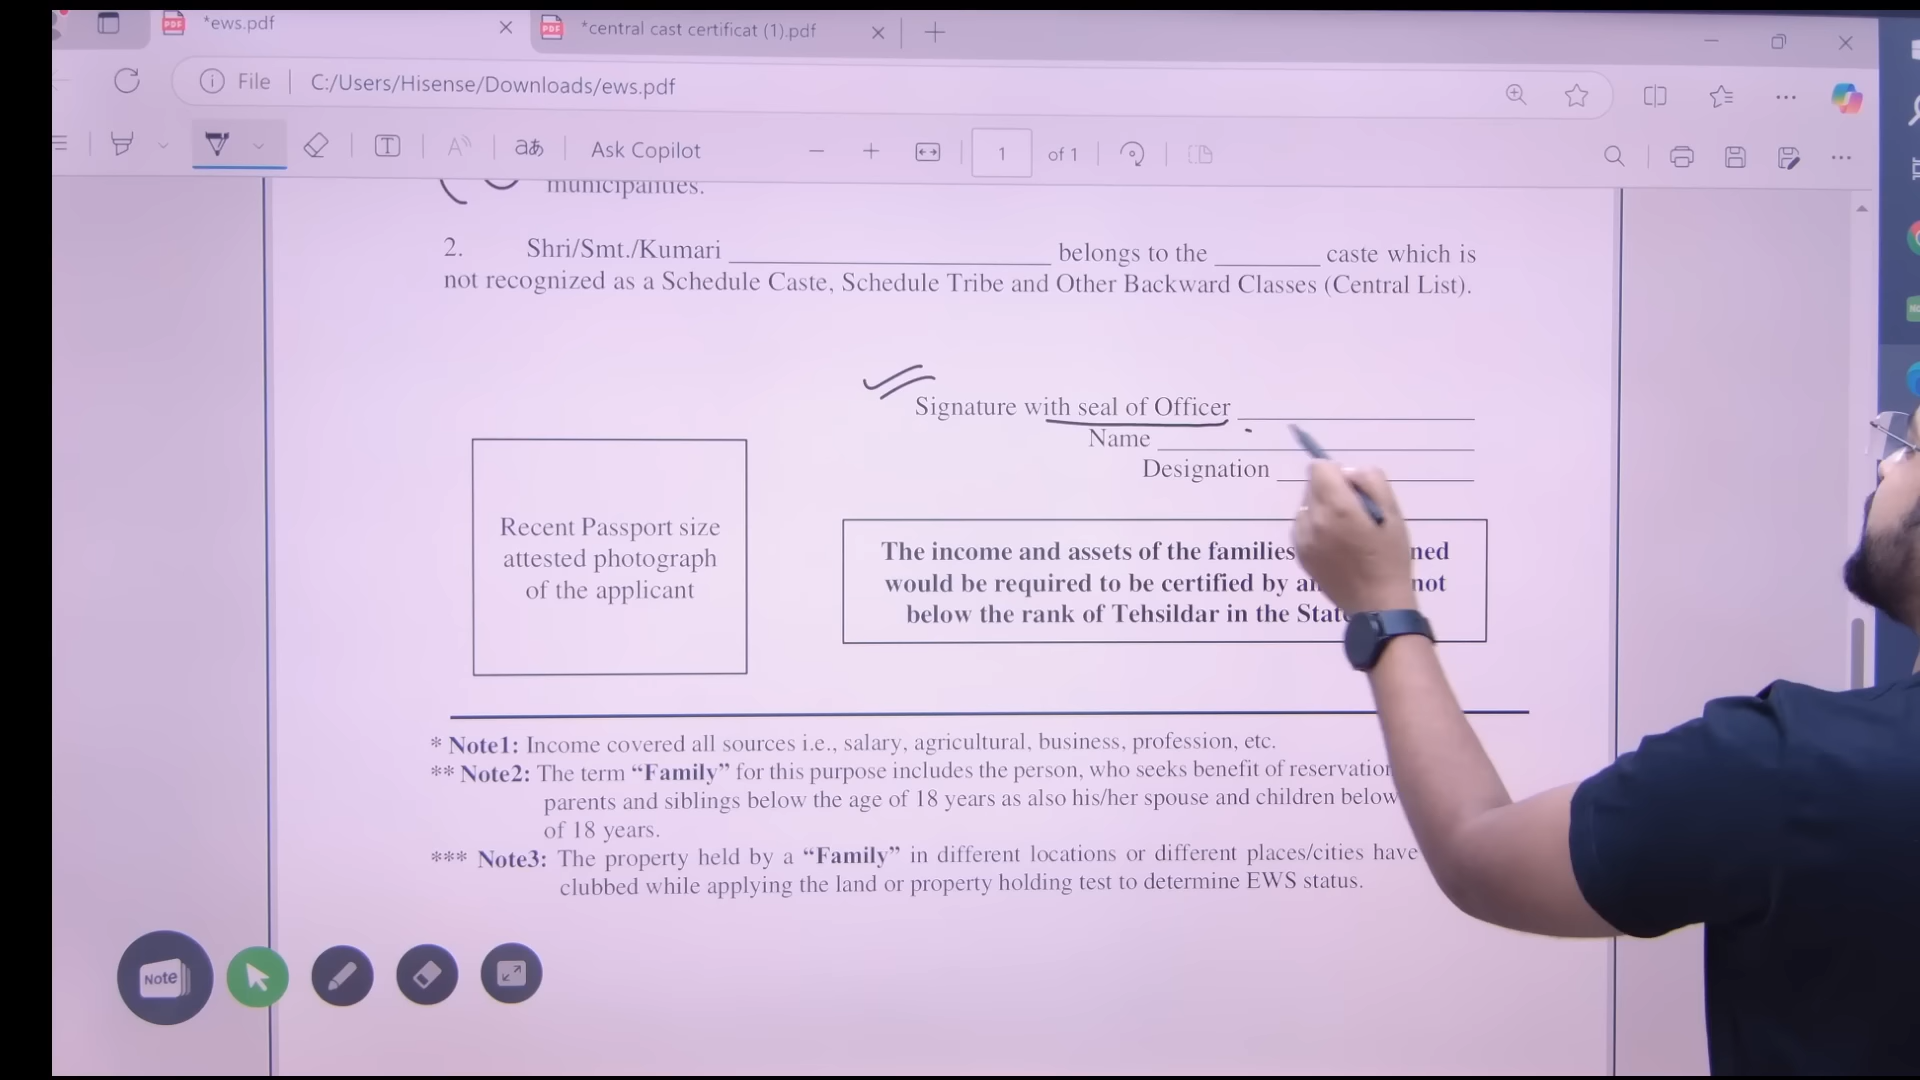 *ews.pdf
*central cast certificat (1).pdf
File
C:/Users/Hisense/Downloads/ews.pdf
T
A
aあ
Ask Copilot
1
of 1
municipalities.
2. Shri/Smt./Kumari belongs to the caste which is
not recognized as a Schedule Caste, Schedule Tribe and Other Backward Classes (Central List).
Signature with seal of Officer
Name
Designation
Recent Passport size
attested photograph
of the applicant
The income and assets of the families ned
would be required to be certified by an not
below the rank of Tehsildar in the State
* Note1: Income covered all sources i.e., salary, agricultural, business, profession, etc.
** Note2: The term “Family” for this purpose includes the person, who seeks benefit of reservation
parents and siblings below the age of 18 years as also his/her spouse and children below
of 18 years.
*** Note3: The property held by a “Family” in different locations or different places/cities have
clubbed while applying the land or property holding test to determine EWS status.
Note